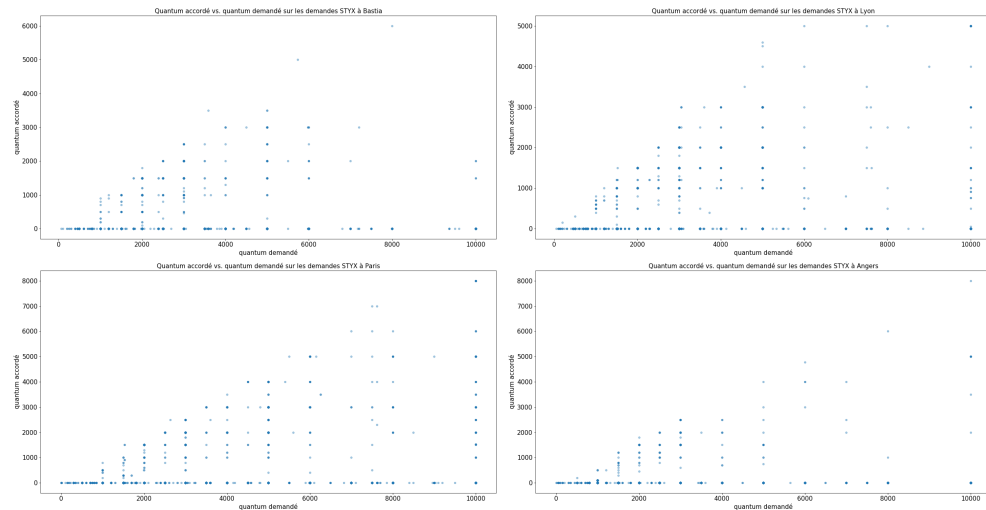 Quantum accordé vs. quantum demandé sur les demandes STYX à Bastia
quantum accordé
6000
5000
4000
3000
2000
1000
0
0 2000 4000 6000 8000 10000
quantum demandé
Quantum accordé vs. quantum demandé sur les demandes STYX à Lyon
quantum accordé
5000
4000
3000
2000
1000
0
0 2000 4000 6000 8000 10000
quantum demandé
Quantum accordé vs. quantum demandé sur les demandes STYX à Paris
quantum accordé
8000
7000
6000
5000
4000
3000
2000
1000
0
0 2000 4000 6000 8000 10000
quantum demandé
Quantum accordé vs. quantum demandé sur les demandes STYX à Angers
quantum accordé
8000
7000
6000
5000
4000
3000
2000
1000
0
0 2000 4000 6000 8000 10000
quantum demandé